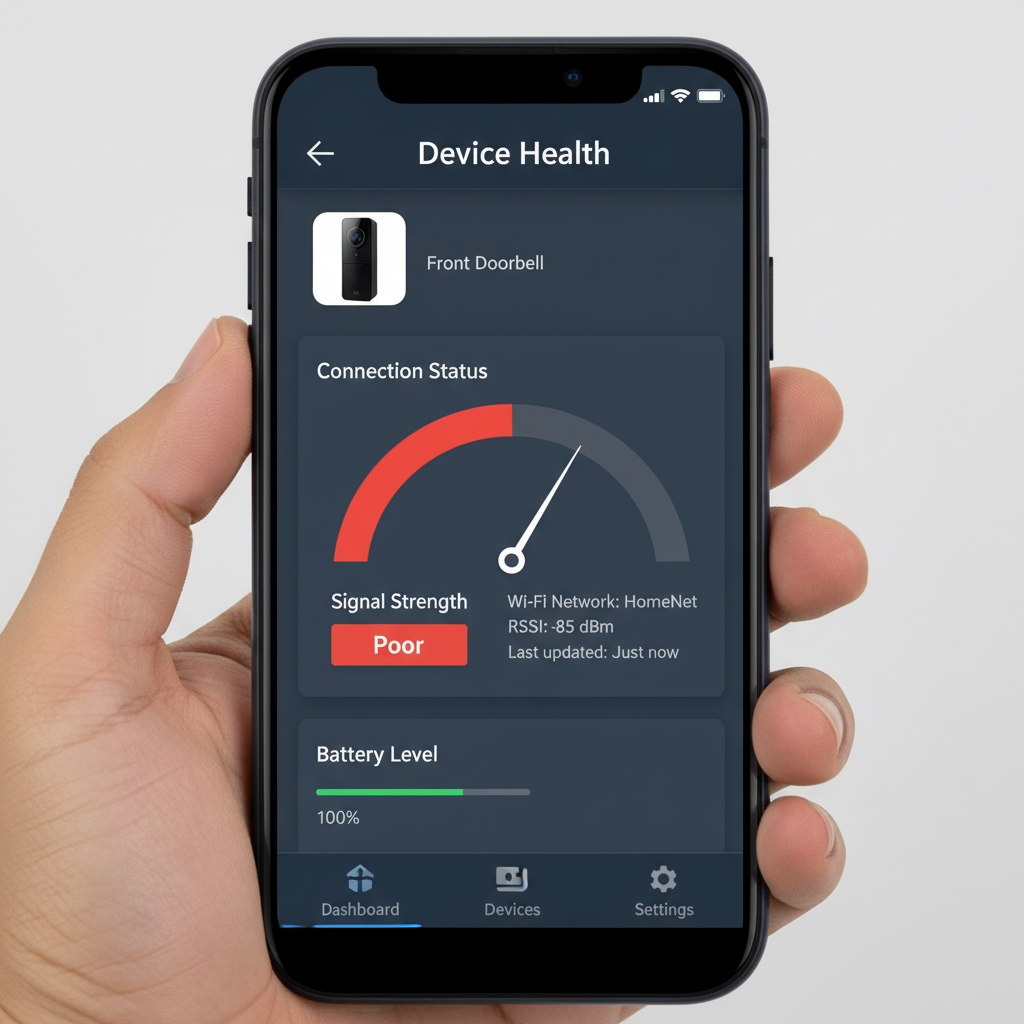 Device Health
Front Doorbell
Connection Status
Signal Strength
Poor
Wi-Fi Network: HomeNet
RSSI: -85 dBm
Last updated: Just now
Battery Level
100%
Dashboard
Devices
Settings